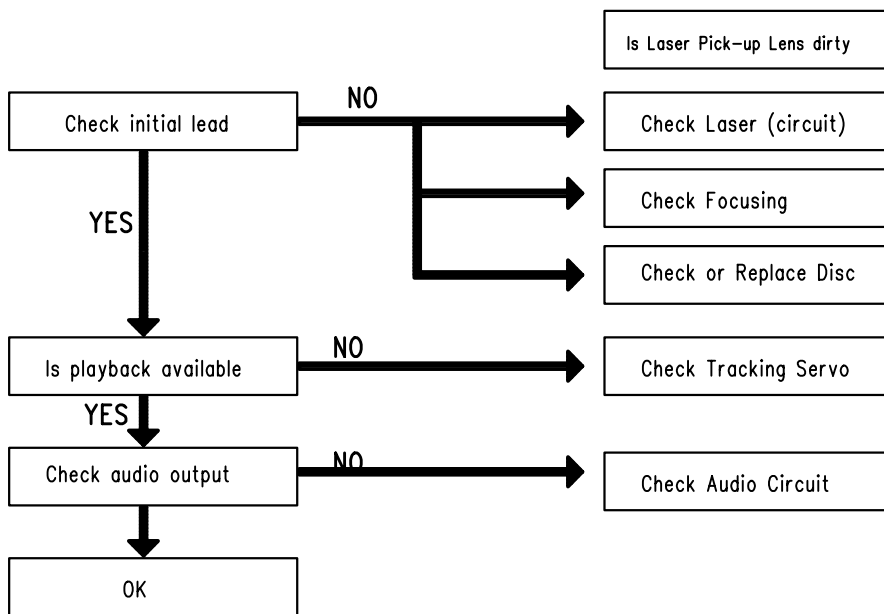 Is Laser Pick-up Lens dirty
NO
Check initial lead
Check Laser (circuit)
Check Focusing
YES
Check or Replace Disc
NO
Is playback available
Check Tracking Servo
YES
NO
Check audio output
Check Audio Circuit
OK